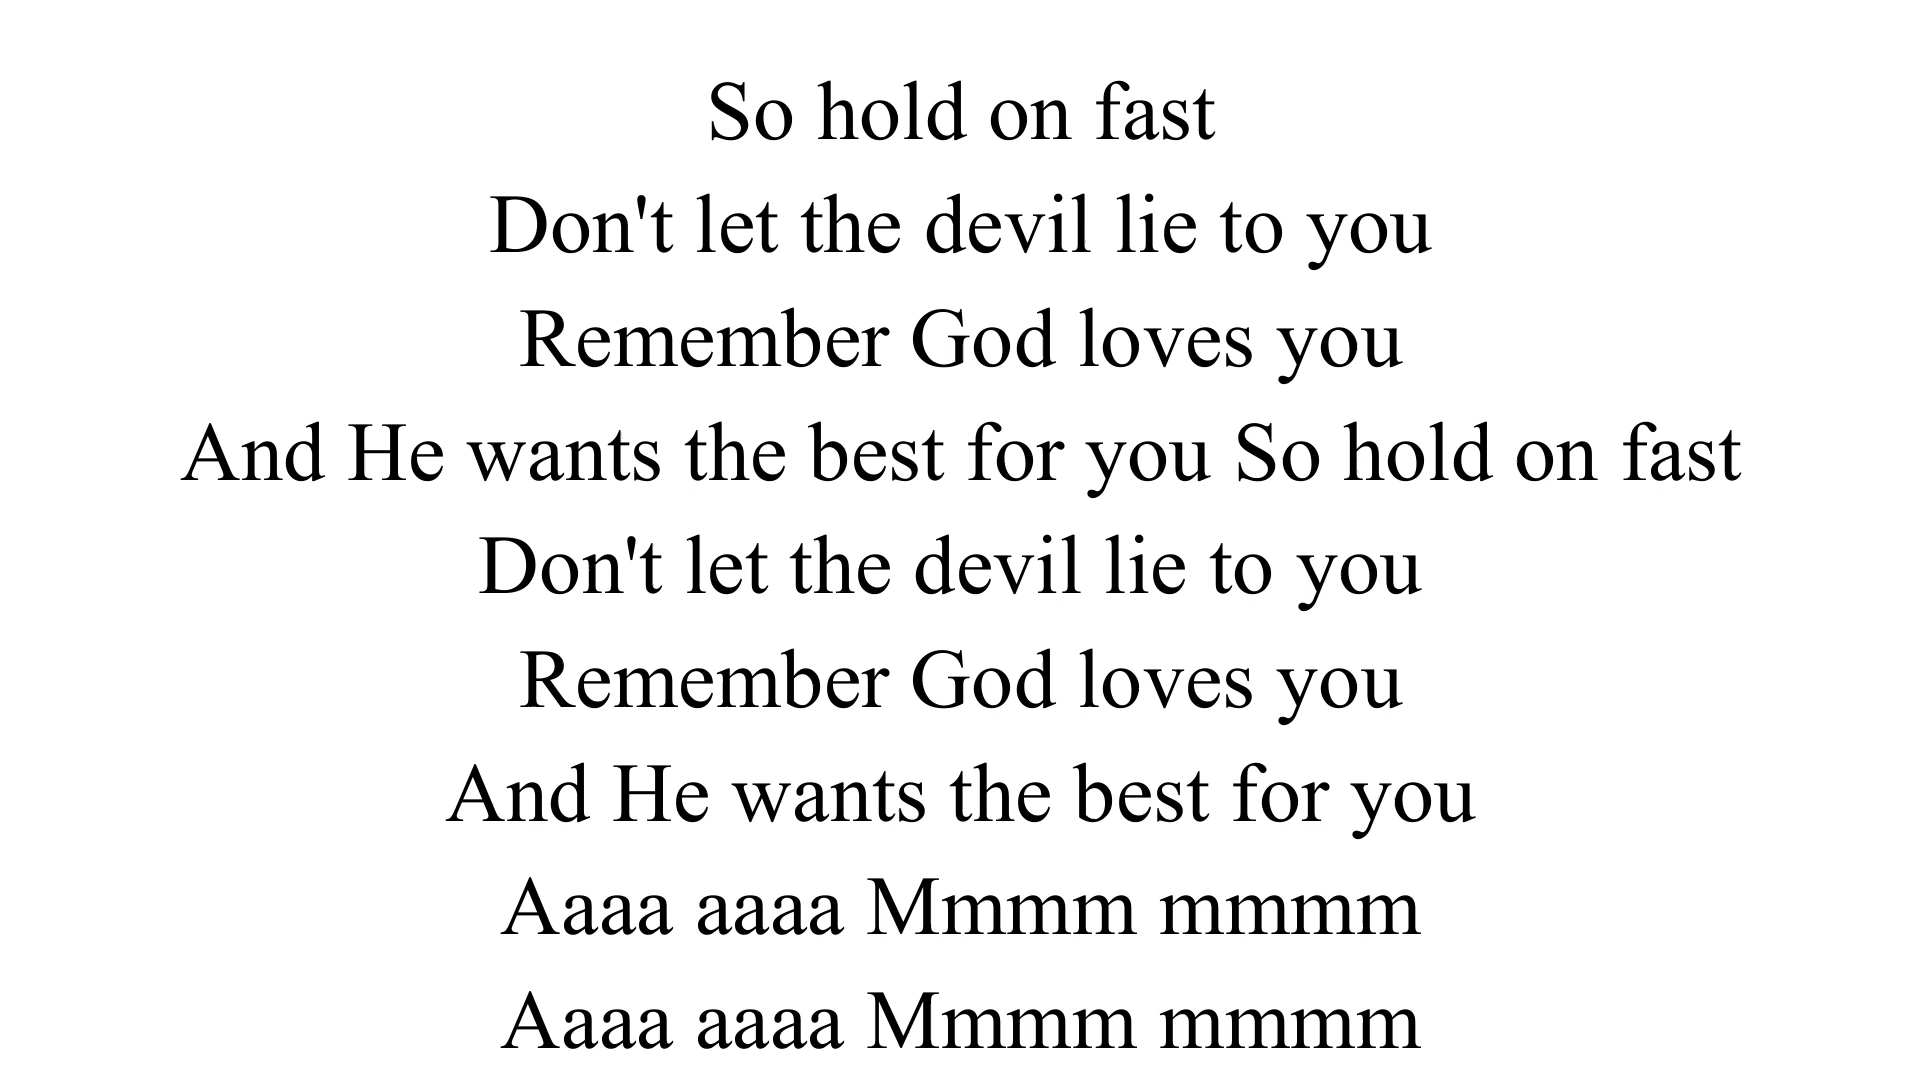 So hold on fast
Don't let the devil lie to you
Remember God loves you
And He wants the best for you So hold on fast
Don't let the devil lie to you
Remember God loves you
And He wants the best for you
Aaaa aaaa Mmmm mmmm
Aaaa aaaa Mmmm mmmm